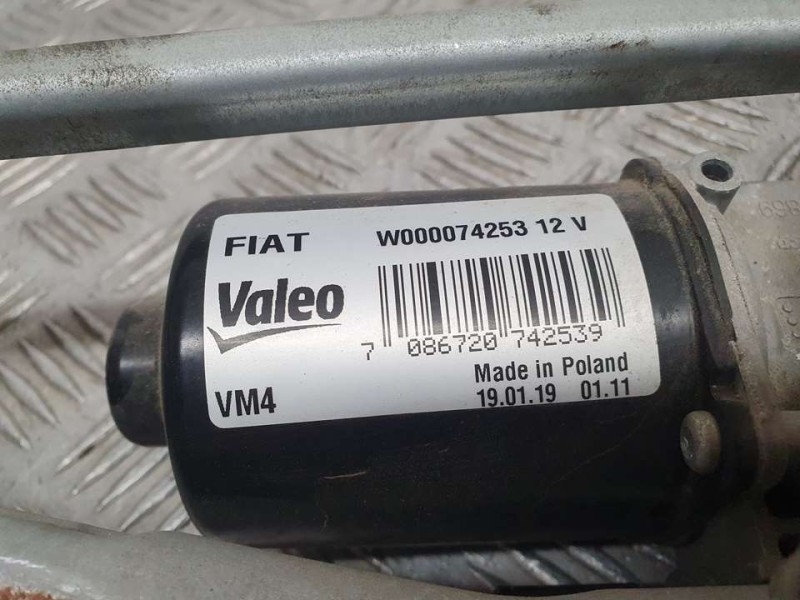 FIAT W000074253 12 V
Valeo
7 086720 742539
Made in Poland
VM4 19.01.19 01.11